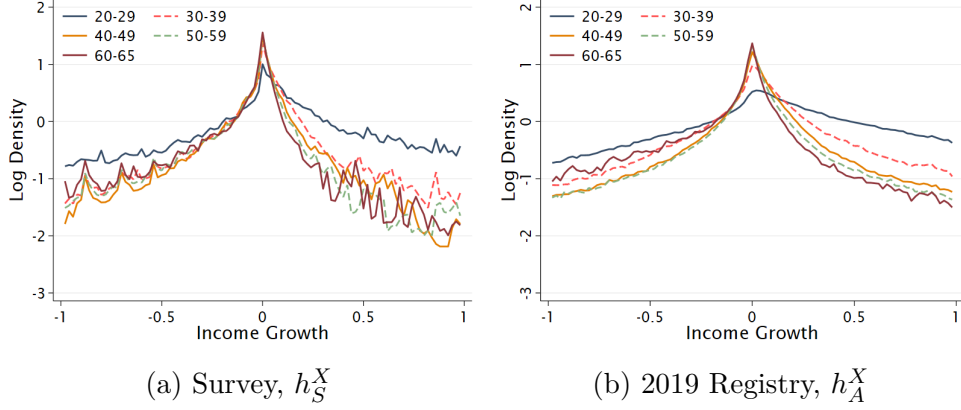 2
1
0
-1
-2
-3
Log Density
20-29 30-39
40-49 50-59
60-65
-1 -0.5 0 0.5 1
Income Growth
(a) Survey, h_S^X
2
1
0
-1
-2
-3
Log Density
20-29 30-39
40-49 50-59
60-65
-1 -0.5 0 0.5 1
Income Growth
(b) 2019 Registry, h_A^X